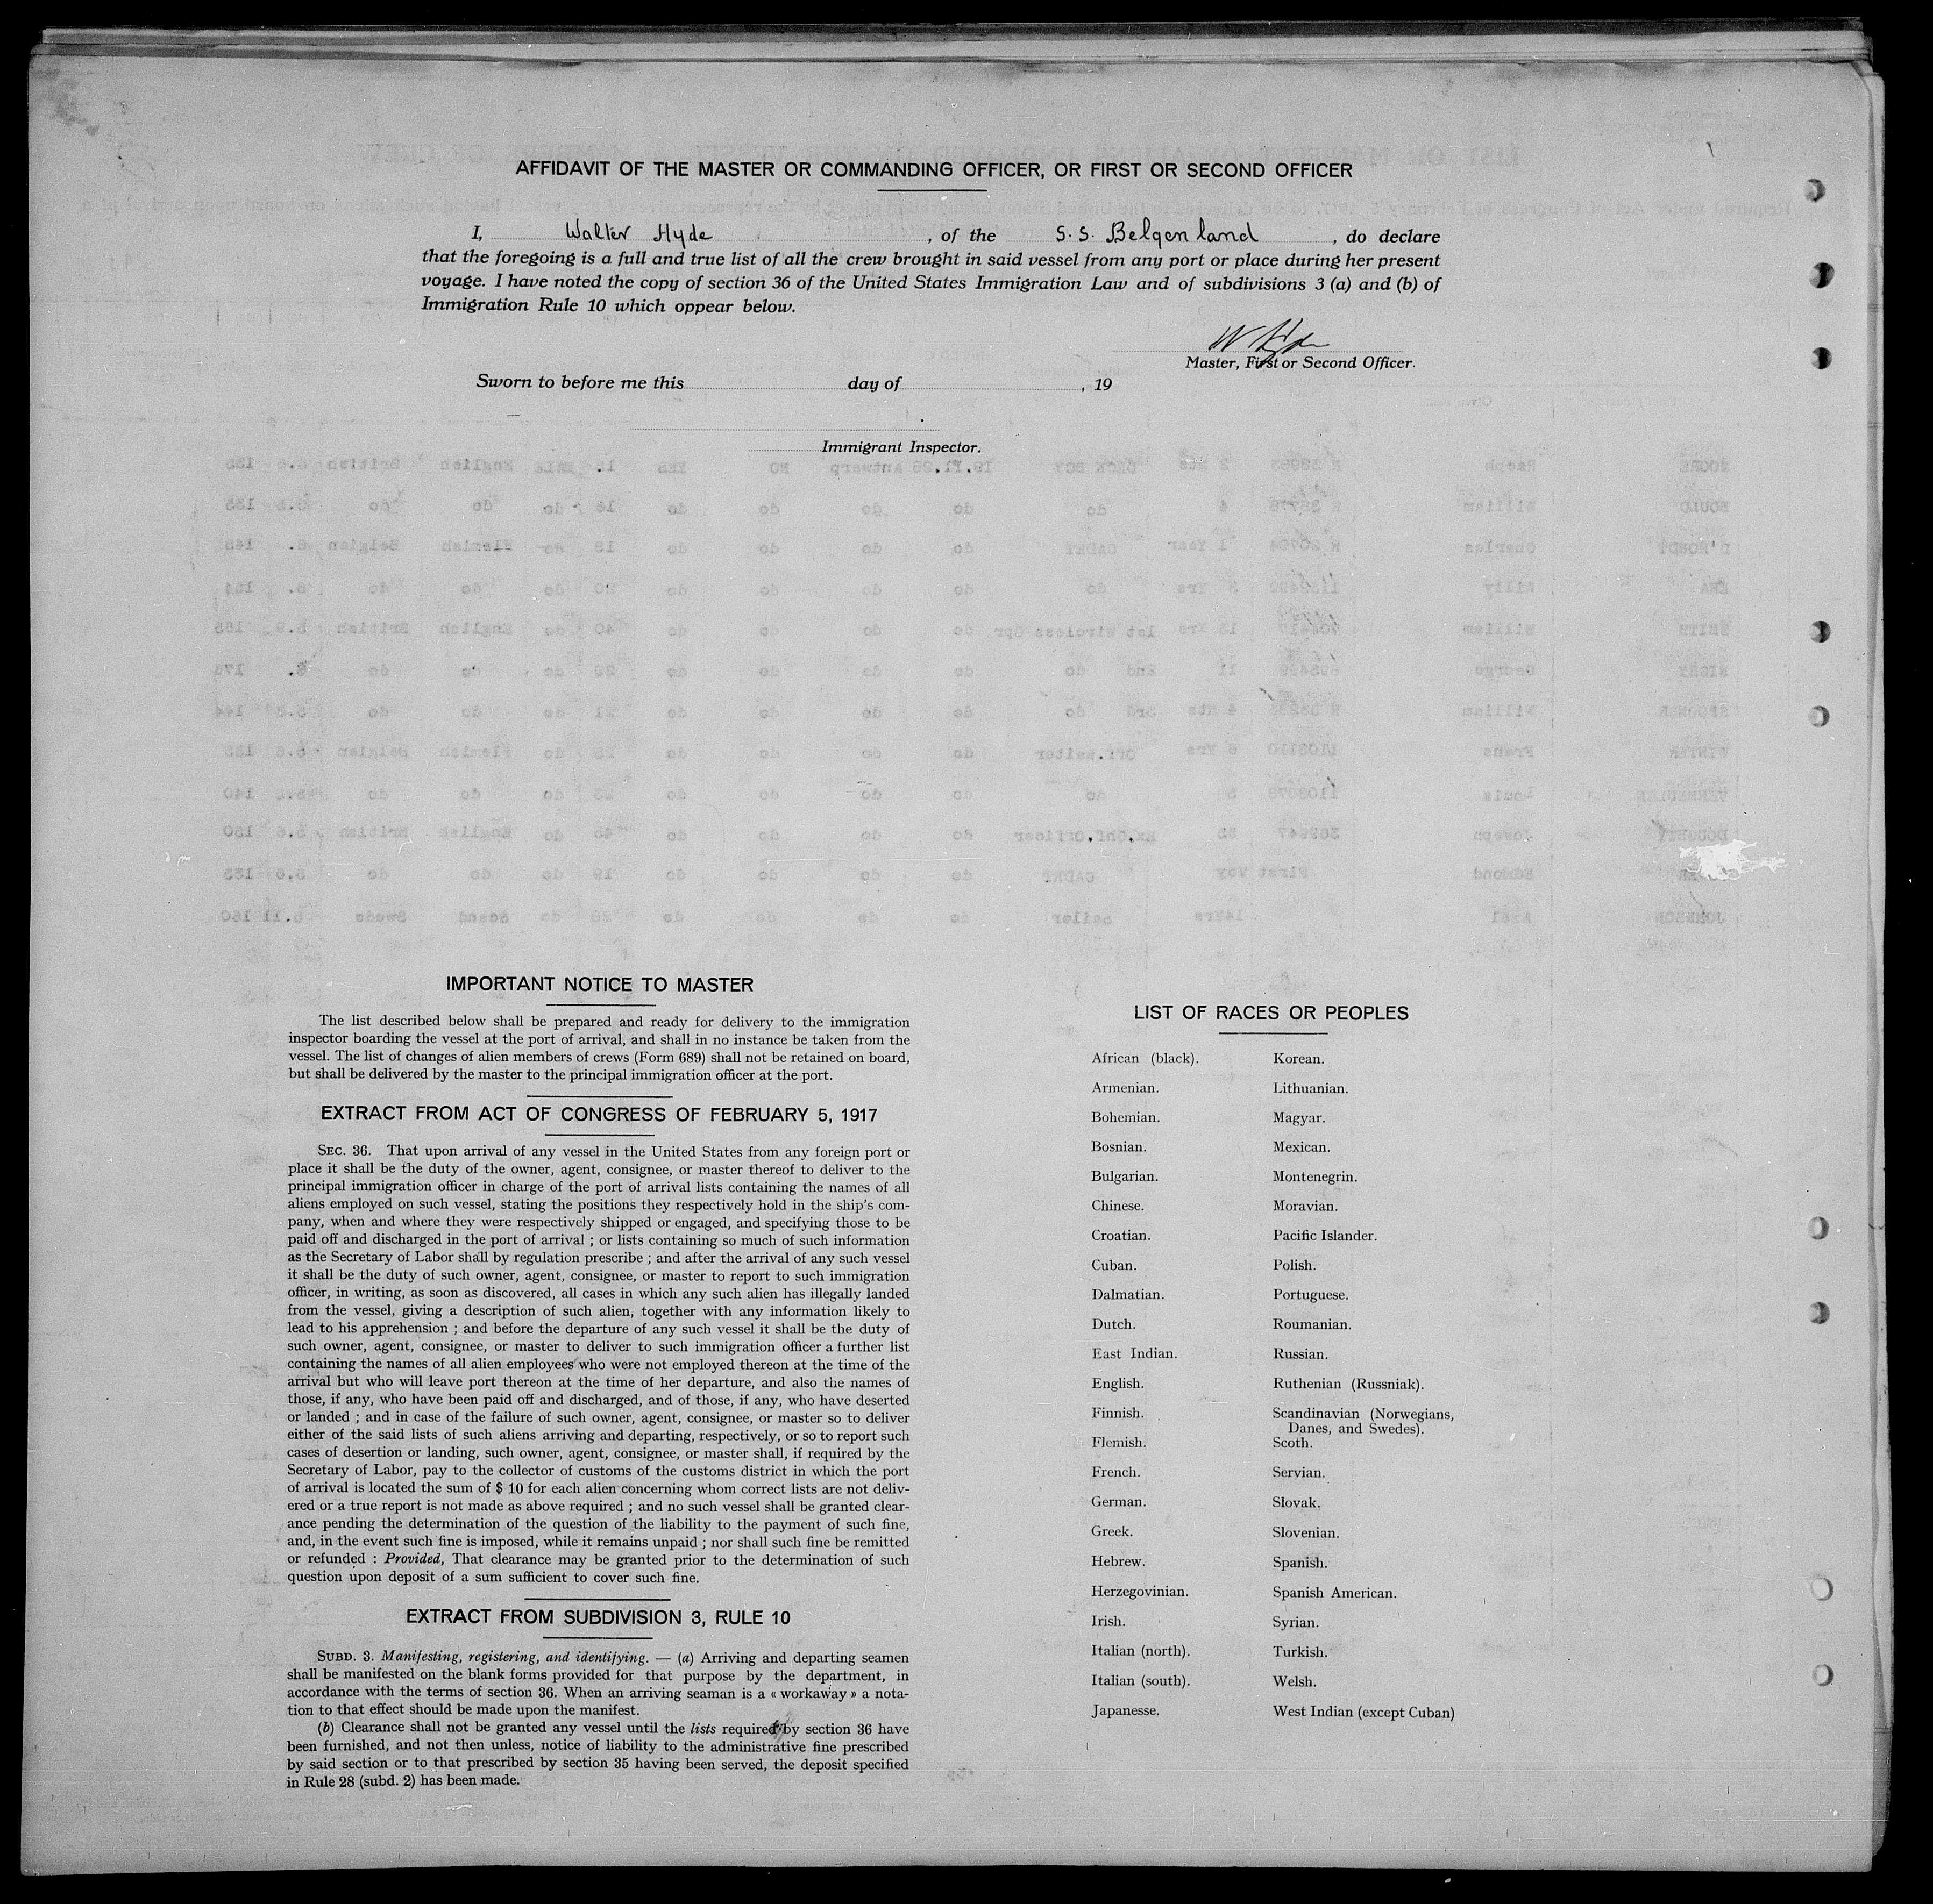 AFFIDAVIT OF THE MASTER OR COMMANDING OFFICER, OR FIRST OR SECOND OFFICER
I, Walter Hyde, of the S.S. Belgenland, do declare
that the foregoing is a full and true list of all the crew brought in said vessel from any port or place during her present
voyage. I have noted the copy of section 36 of the United States Immigration Law and of subdivisions 3 (a) and (b) of
Immigration Rule 10 which oppear below.
W Hyde
Master, First or Second Officer.
Sworn to before me this day of , 19
Immigrant Inspector.
IMPORTANT NOTICE TO MASTER
The list described below shall be prepared and ready for delivery to the immigration
inspector boarding the vessel at the port of arrival, and shall in no instance be taken from the
vessel. The list of changes of alien members of crews (Form 689) shall not be retained on board,
but shall be delivered by the master to the principal immigration officer at the port.
EXTRACT FROM ACT OF CONGRESS OF FEBRUARY 5, 1917
SEC. 36. That upon arrival of any vessel in the United States from any foreign port or
place it shall be the duty of the owner, agent, consignee, or master thereof to deliver to the
principal immigration officer in charge of the port of arrival lists containing the names of all
aliens employed on such vessel, stating the positions they respectively hold in the ship's com-
pany, when and where they were respectively shipped or engaged, and specifying those to be
paid off and discharged in the port of arrival ; or lists containing so much of such information
as the Secretary of Labor shall by regulation prescribe ; and after the arrival of any such vessel
it shall be the duty of such owner, agent, consignee, or master to report to such immigration
officer, in writing, as soon as discovered, all cases in which any such alien has illegally landed
from the vessel, giving a description of such alien, together with any information likely to
lead to his apprehension ; and before the departure of any such vessel it shall be the duty of
such owner, agent, consignee, or master to deliver to such immigration officer a further list
containing the names of all alien employees who were not employed thereon at the time of the
arrival but who will leave port thereon at the time of her departure, and also the names of
those, if any, who have been paid off and discharged, and of those, if any, who have deserted
or landed ; and in case of the failure of such owner, agent, consignee, or master so to deliver
either of the said lists of such aliens arriving and departing, respectively, or so to report such
cases of desertion or landing, such owner, agent, consignee, or master shall, if required by the
Secretary of Labor, pay to the collector of customs of the customs district in which the port
of arrival is located the sum of $ 10 for each alien concerning whom correct lists are not deliv-
ered or a true report is not made as above required ; and no such vessel shall be granted clear-
ance pending the determination of the question of the liability to the payment of such fine,
and, in the event such fine is imposed, while it remains unpaid ; nor shall such fine be remitted
or refunded : Provided, That clearance may be granted prior to the determination of such
question upon deposit of a sum sufficient to cover such fine.
EXTRACT FROM SUBDIVISION 3, RULE 10
SUBD. 3. Manifesting, registering, and identifying. — (a) Arriving and departing seamen
shall be manifested on the blank forms provided for that purpose by the department, in
accordance with the terms of section 36. When an arriving seaman is a « workaway » a nota-
tion to that effect should be made upon the manifest.
(b) Clearance shall not be granted any vessel until the lists required by section 36 have
been furnished, and not then unless, notice of liability to the administrative fine prescribed
by said section or to that prescribed by section 35 having been served, the deposit specified
in Rule 28 (subd. 2) has been made.
LIST OF RACES OR PEOPLES
African (black).
Armenian.
Bohemian.
Bosnian.
Bulgarian.
Chinese.
Croatian.
Cuban.
Dalmatian.
Dutch.
East Indian.
English.
Finnish.
Flemish.
French.
German.
Greek.
Hebrew.
Herzegovinian.
Irish.
Italian (north).
Italian (south).
Japanesse.
Korean.
Lithuanian.
Magyar.
Mexican.
Montenegrin.
Moravian.
Pacific Islander.
Polish.
Portuguese.
Roumanian.
Russian.
Ruthenian (Russniak).
Scandinavian (Norwegians,
Danes, and Swedes).
Scoth.
Servian.
Slovak.
Slovenian.
Spanish.
Spanish American.
Syrian.
Turkish.
Welsh.
West Indian (except Cuban)